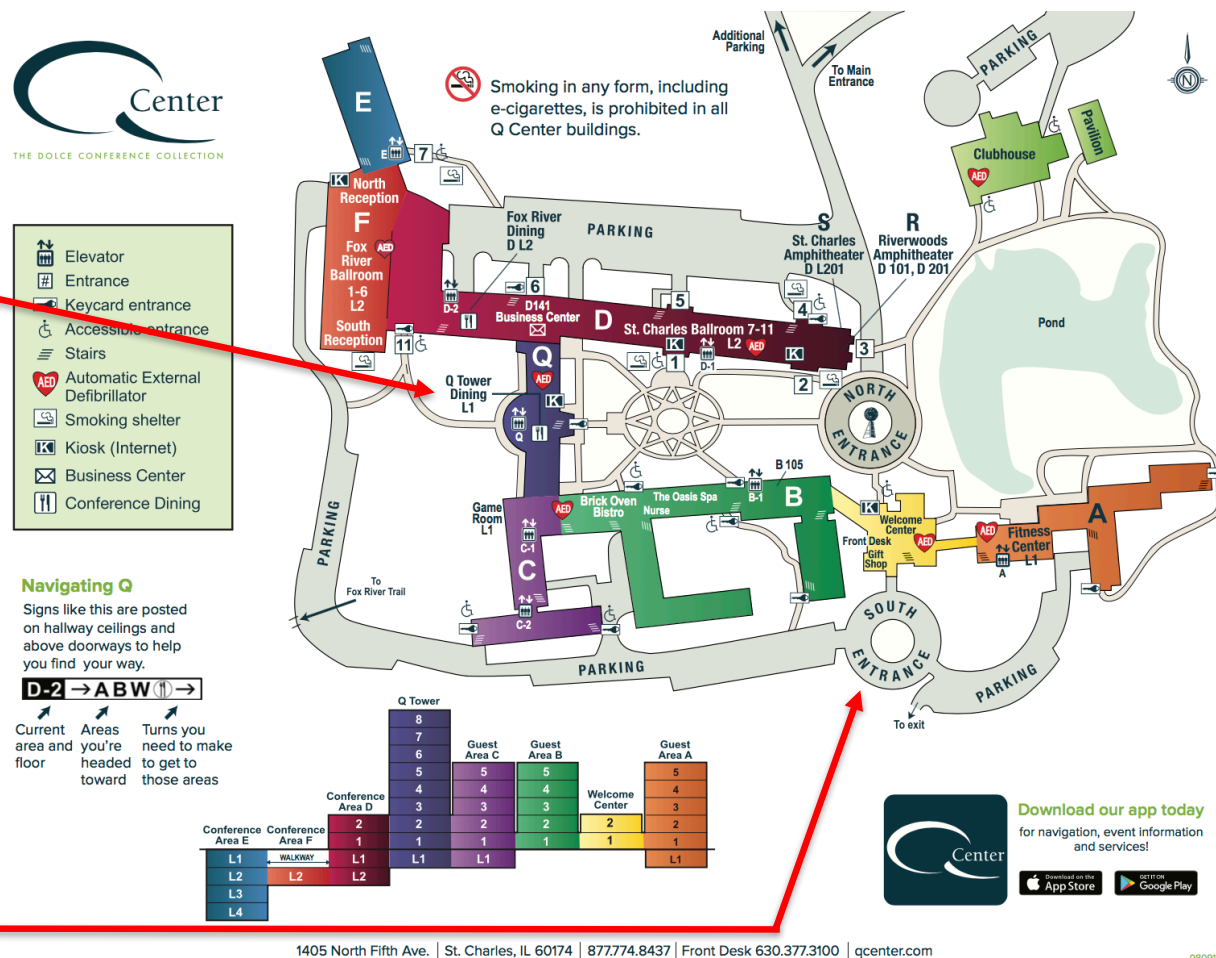 Center
THE DOLCE CONFERENCE COLLECTION
Smoking in any form, including
e-cigarettes, is prohibited in all
Q Center buildings.
Additional
Parking
To Main
Entrance
PARKING
N
Clubhouse
AED
Pavilion
Pond
Elevator
# Entrance
Keycard entrance
Accessible entrance
Stairs
AED Automatic External
Defibrillator
Smoking shelter
K Kiosk (Internet)
Business Center
Conference Dining
E
E
7
K North
Reception
F
AED
Fox
River
Ballroom
1-6
L2
South
Reception
11
Fox River
Dining
D L2
PARKING
S
St. Charles
Amphitheater
D L201
R
Riverwoods
Amphitheater
D 101, D 201
D-2
6
D141
Business Center
D
5
St. Charles Ballroom 7-11
L2
AED
K
1
D-1
K
4
3
2
Q
AED
K
Q Tower
Dining
L1
Q
NORTH
ENTRANCE
B 105
B-1
B
AED
Brick Oven
Bistro
The Oasis Spa
Nurse
Game
Room
L1
C-1
C
C-2
K
Welcome
Center
Front Desk
AED
Gift
Shop
AED
Fitness
Center
L1
A
A
SOUTH
ENTRANCE
PARKING
To
Fox River Trail
PARKING
PARKING
To exit
Navigating Q
Signs like this are posted
on hallway ceilings and
above doorways to help
you find your way.
D-2 →ABW →
Current
area and
floor
Areas
you're
headed
toward
Turns you
need to make
to get to
those areas
Conference
Area E
L1
L2
L3
L4
Conference
Area F
WALKWAY
L2
Conference
Area D
2
1
L1
L2
Q Tower
8
7
6
5
4
3
2
1
L1
Guest
Area C
5
4
3
2
1
L1
Guest
Area B
5
4
3
2
1
Welcome
Center
2
1
Guest
Area A
5
4
3
2
1
L1
Center
Download our app today
for navigation, event information
and services!
Download on the
App Store
GET IT ON
Google Play
1405 North Fifth Ave. | St. Charles, IL 60174 | 877.774.8437 | Front Desk 630.377.3100 | qcenter.com